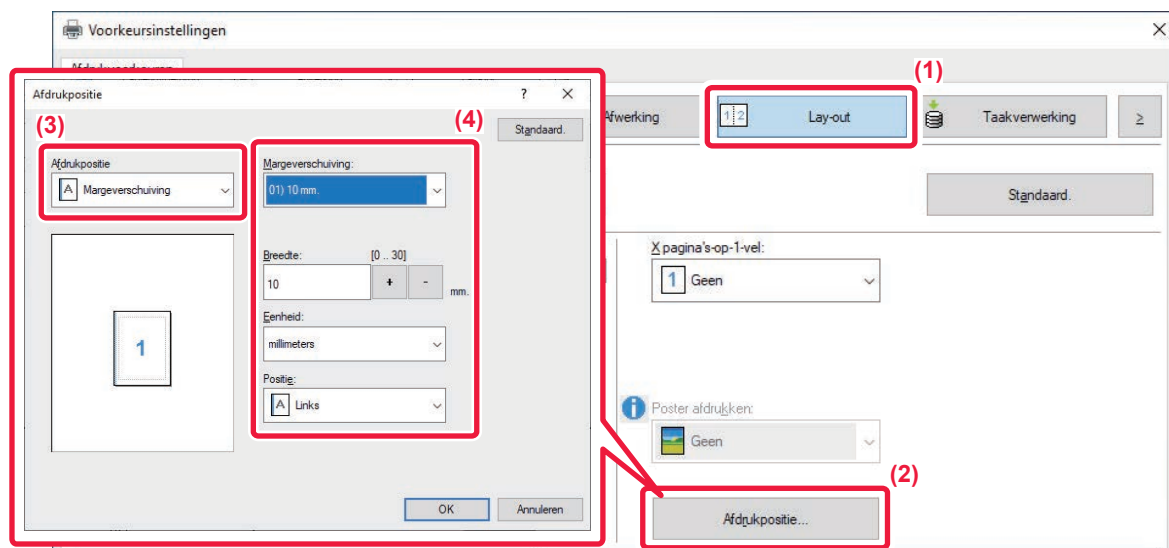 Voorkeursinstellingen
(1)
Afdrukpositie
?
(3)
(4)
Standaard.
Afwerking
1 2
Lay-out
Taakverwerking
≥
Afdrukpositie
A Margeverschuiving
Margeverschuiving:
01) 10 mm.
Standaard.
Breedte:
[0 .. 30]
10
+
-
mm.
X pagina's-op-1-vel:
1 Geen
Eenheid:
millimeters
1
Positie:
A Links
Poster afdrukken:
Geen
(2)
OK
Annuleren
Afdrukpositie...